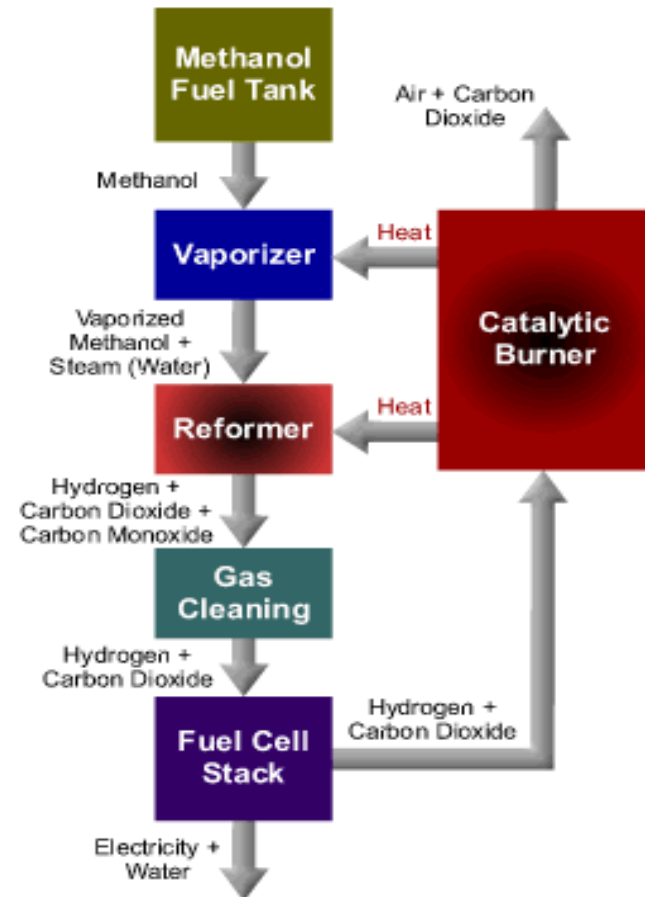 Methanol
Fuel Tank
Air + Carbon
Dioxide
Methanol
Vaporizer
Heat
Catalytic
Burner
Vaporized
Methanol +
Steam (Water)
Reformer
Heat
Hydrogen +
Carbon Dioxide +
Carbon Monoxide
Gas
Cleaning
Hydrogen +
Carbon Dioxide
Fuel Cell
Stack
Hydrogen +
Carbon Dioxide
Electricity +
Water